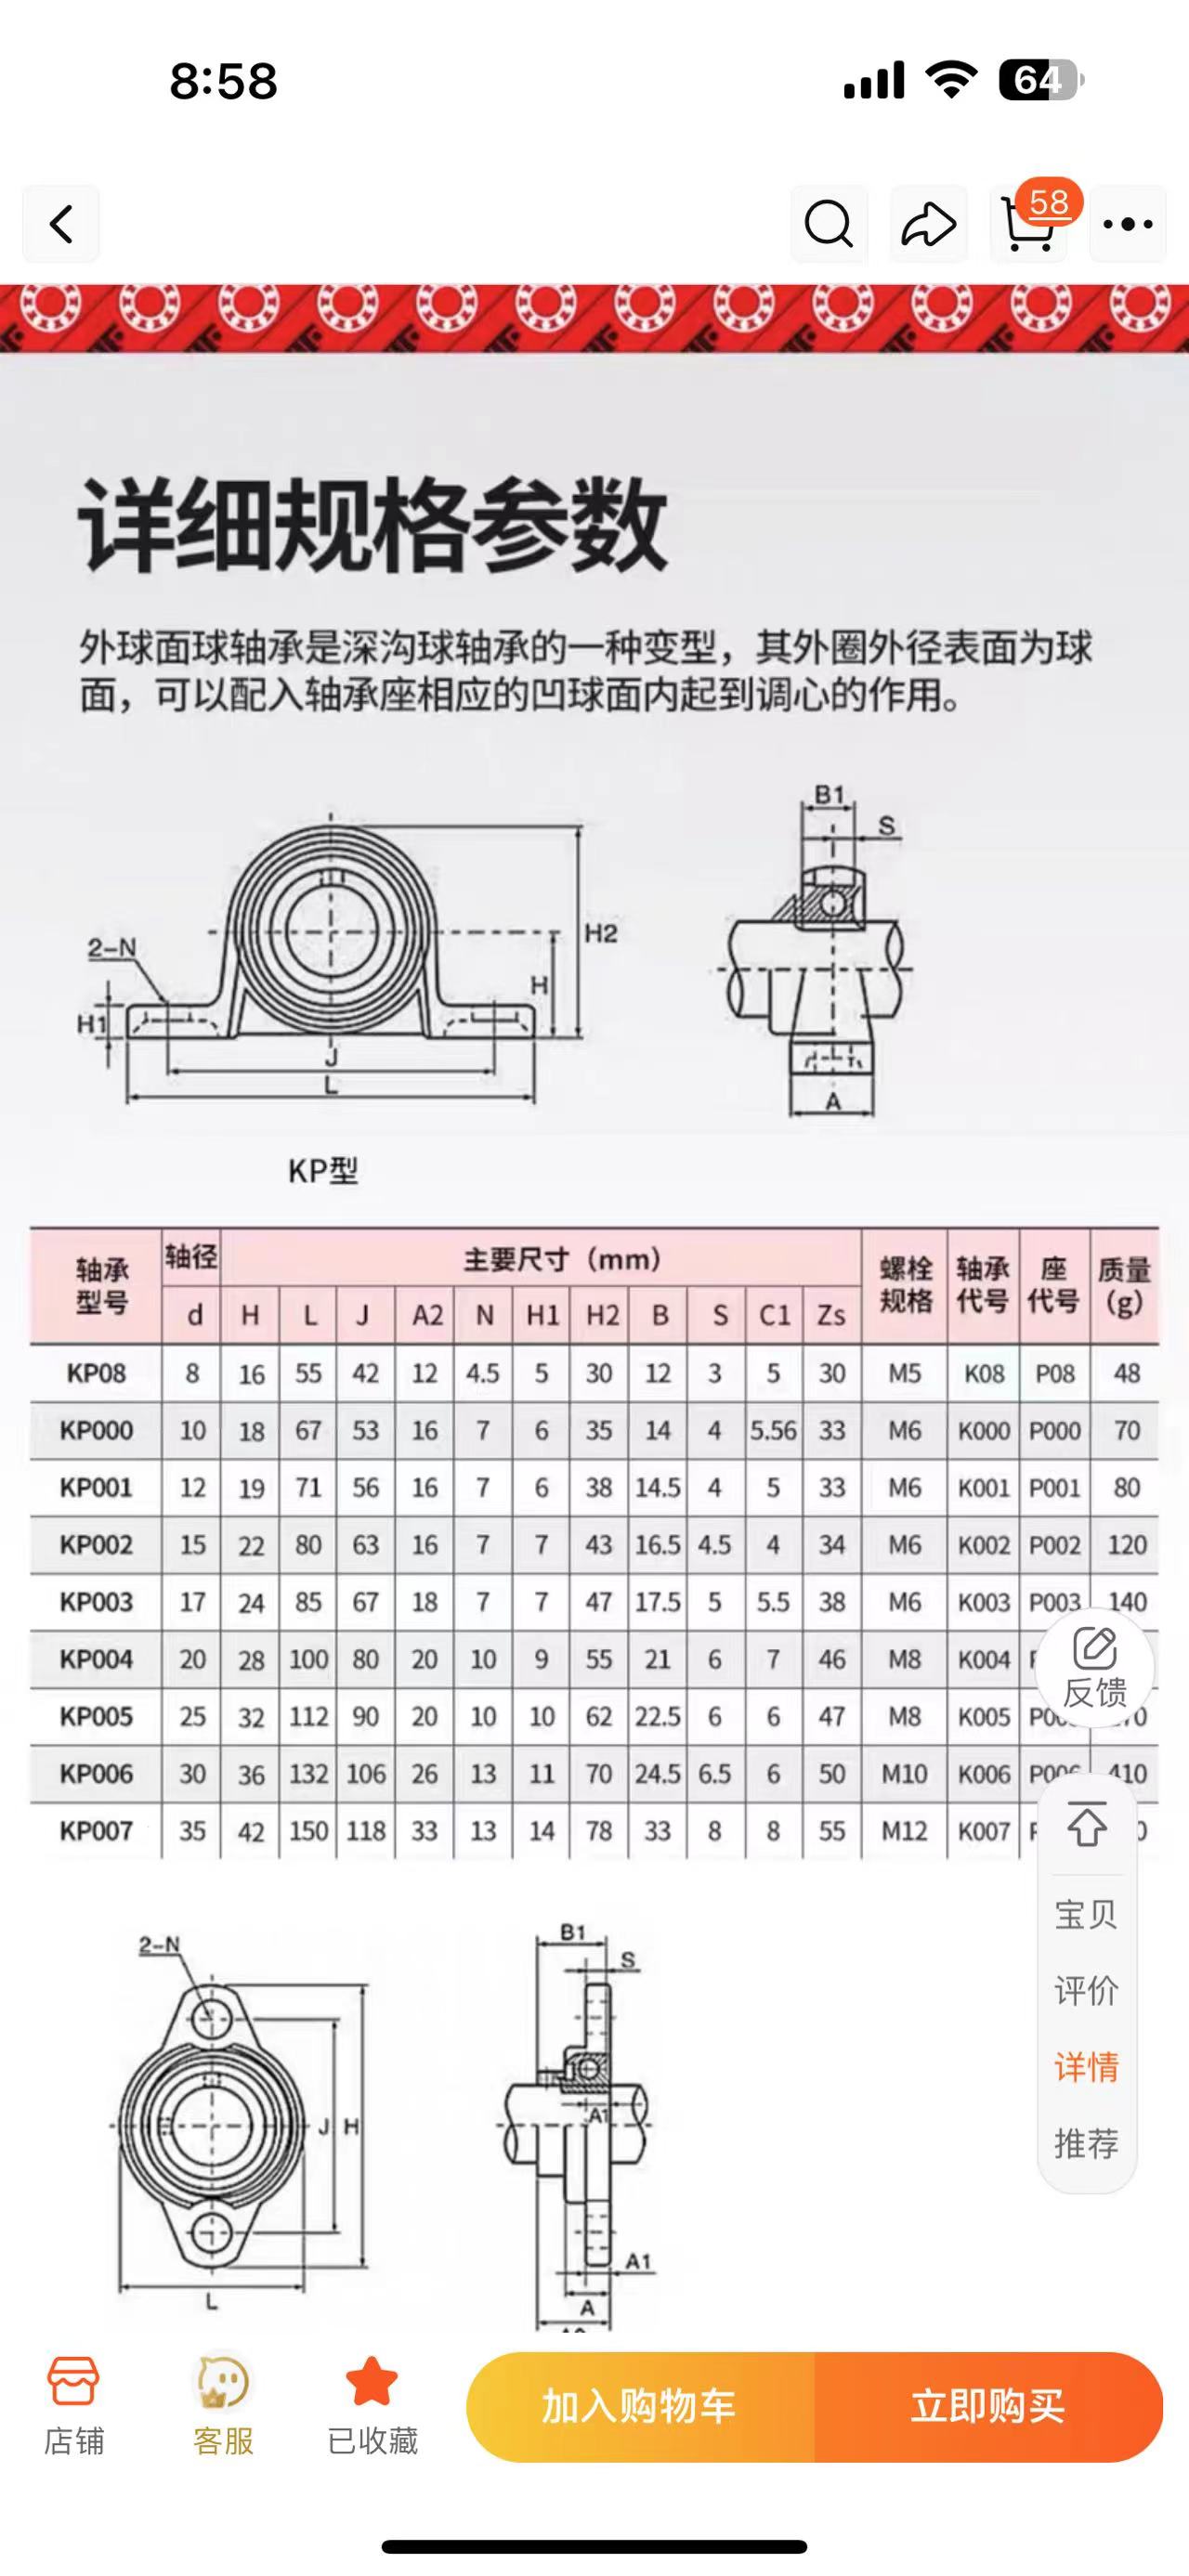 8:58
64
58
详细规格参数
外球面球轴承是深沟球轴承的一种变型，其外圈外径表面为球
面，可以配入轴承座相应的凹球面内起到调心的作用。
B1
S
2-N
H2
H
H1
J
L
A
KP型
轴承型号 轴径 主要尺寸（mm） 螺栓规格 轴承代号 座代号 质量（g）
d H L J A2 N H1 H2 B S C1 Zs
KP08 8 16 55 42 12 4.5 5 30 12 3 5 30 M5 K08 P08 48
KP000 10 18 67 53 16 7 6 35 14 4 5.56 33 M6 K000 P000 70
KP001 12 19 71 56 16 7 6 38 14.5 4 5 33 M6 K001 P001 80
KP002 15 22 80 63 16 7 7 43 16.5 4.5 4 34 M6 K002 P002 120
KP003 17 24 85 67 18 7 7 47 17.5 5 5.5 38 M6 K003 P003 140
KP004 20 28 100 80 20 10 9 55 21 6 7 46 M8 K004
反馈
KP005 25 32 112 90 20 10 10 62 22.5 6 6 47 M8 K005
KP006 30 36 132 106 26 13 11 70 24.5 6.5 6 50 M10 K006 P006 410
KP007 35 42 150 118 33 13 14 78 33 8 8 55 M12 K007
宝贝
评价
详情
推荐
2-N
B1
S
J H
A1
A1
L
A
店铺
客服
已收藏
加入购物车
立即购买